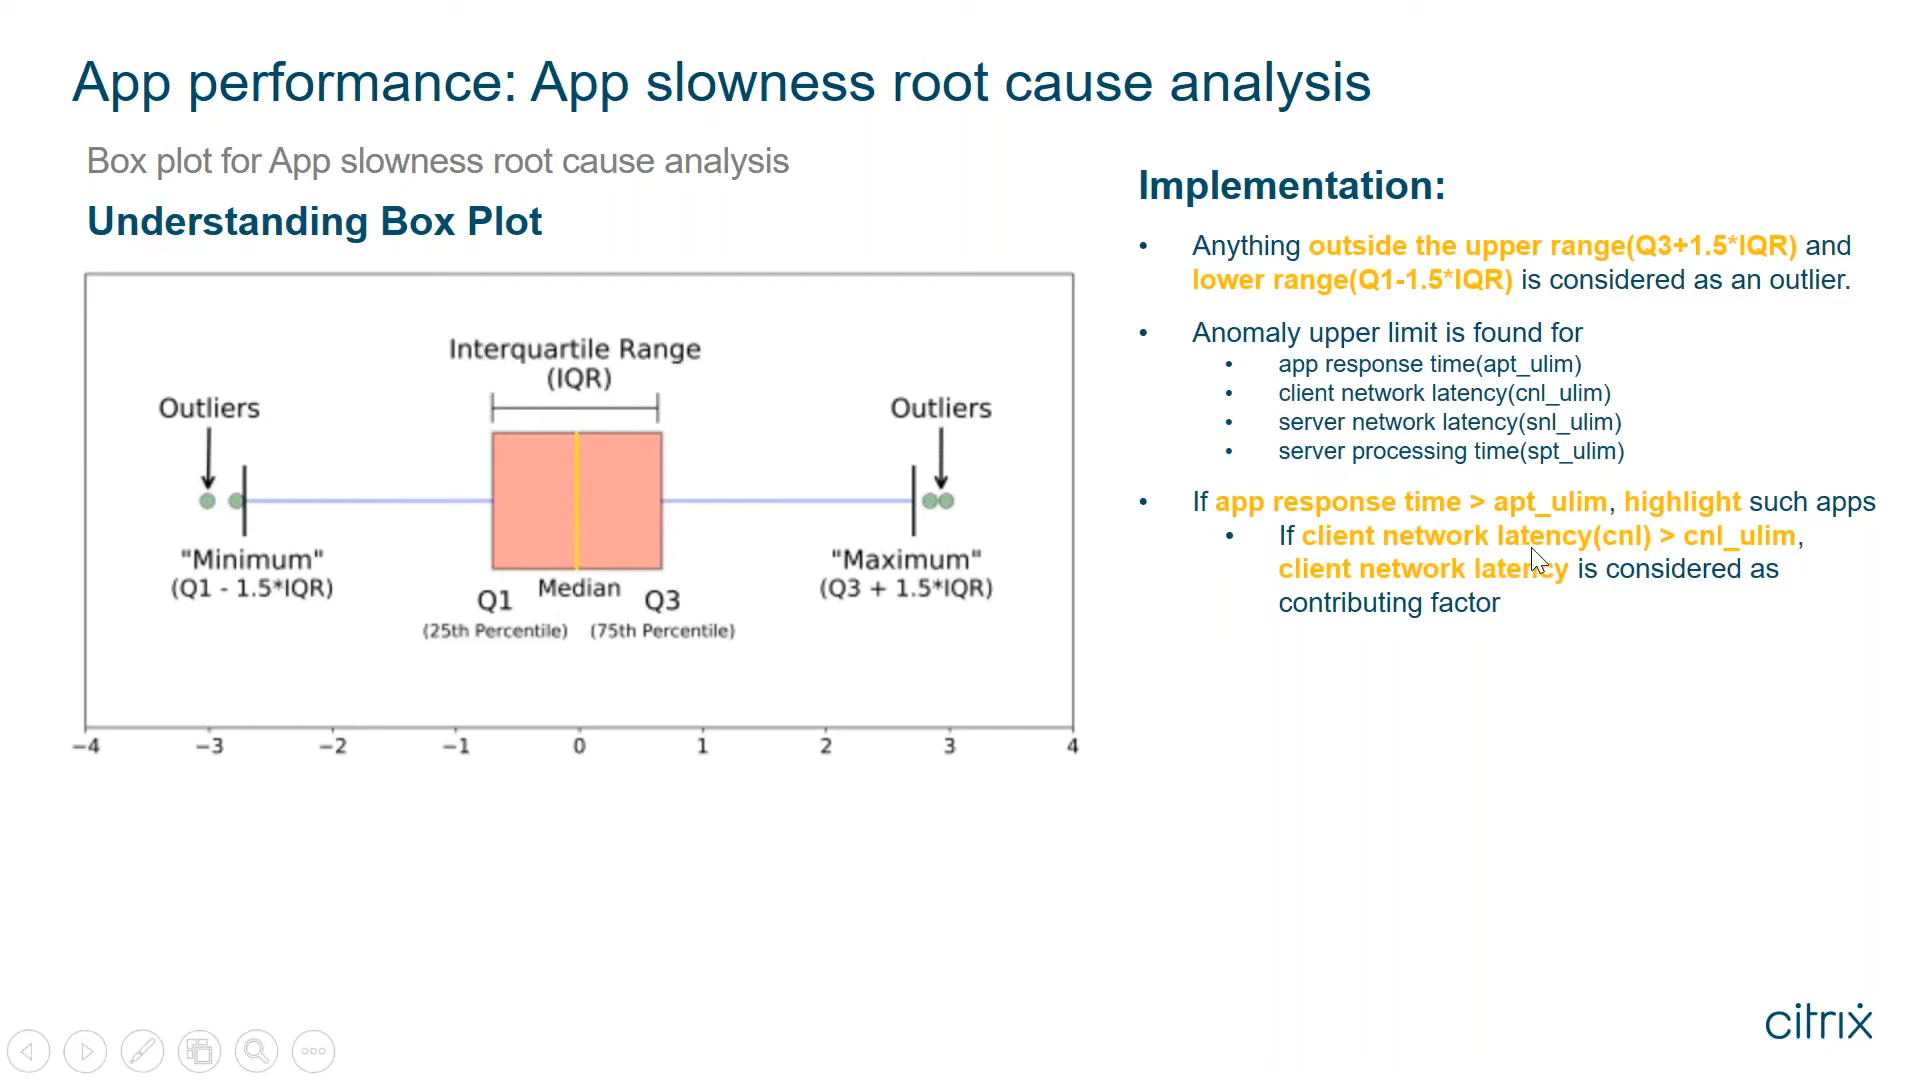 App performance: App slowness root cause analysis
Box plot for App slowness root cause analysis
Understanding Box Plot
Interquartile Range
(IQR)
Outliers
Outliers
"Minimum"
(Q1 - 1.5*IQR)
"Maximum"
(Q3 + 1.5*IQR)
Q1
Median
Q3
(25th Percentile)
(75th Percentile)
−4
−3
−2
−1
0
1
2
3
4
Implementation:
• Anything outside the upper range(Q3+1.5*IQR) and
lower range(Q1-1.5*IQR) is considered as an outlier.
• Anomaly upper limit is found for
• app response time(apt_ulim)
• client network latency(cnl_ulim)
• server network latency(snl_ulim)
• server processing time(spt_ulim)
• If app response time > apt_ulim, highlight such apps
• If client network latency(cnl) > cnl_ulim,
client network latency is considered as
contributing factor
citrix